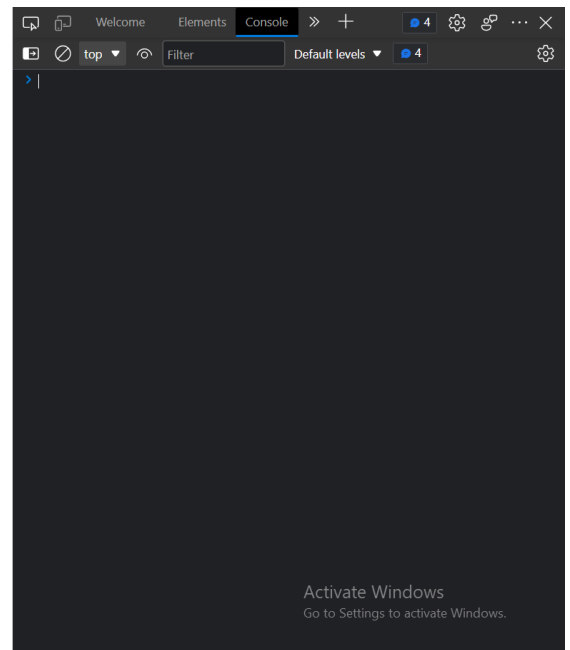 Welcome Elements Console 4
top Filter Default levels 4
Activate Windows
Go to Settings to activate Windows.